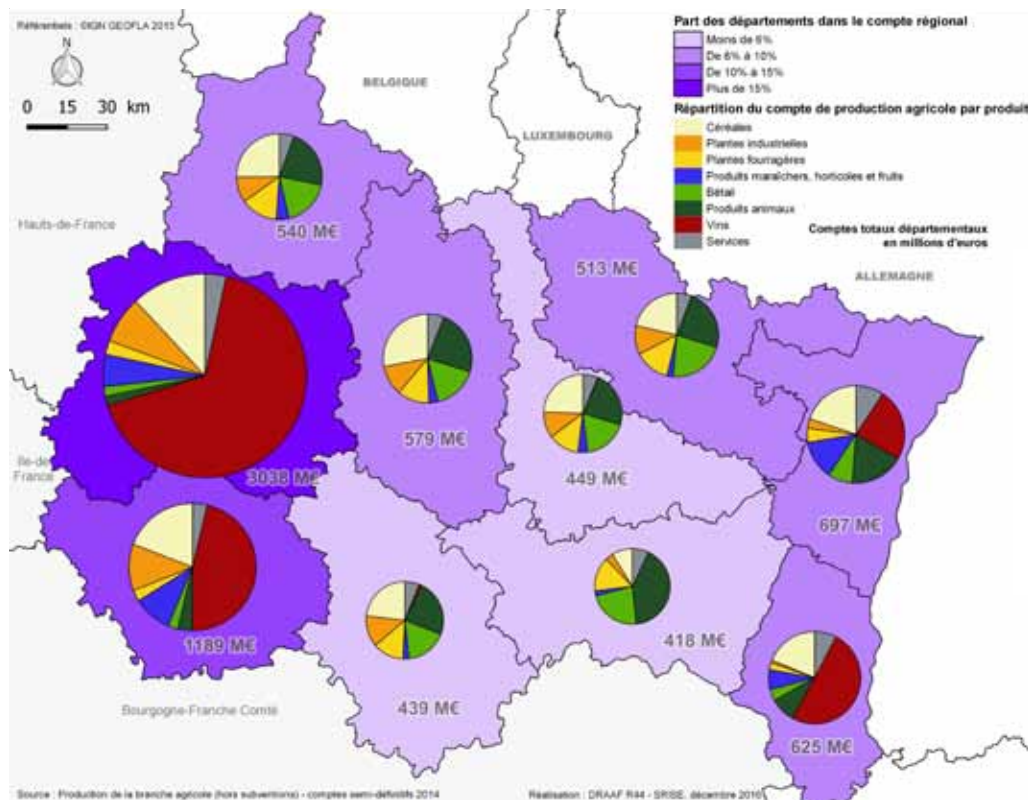 Référentiels : ©IGN GEOFLA 2015
N
0 15 30 km
BELGIQUE
LUXEMBOURG
ALLEMAGNE
Hauts-de-France
Ile-de-
France
Bourgogne-Franche Comté
Part des départements dans le compte régional
Moins de 6%
De 6% à 10%
De 10% à 15%
Plus de 15%
Répartition du compte de production agricole par produit
Céréales
Plantes industrielles
Plantes fourragères
Produits maraîchers, horticoles et fruits
Bétail
Produits animaux
Vins
Services
Comptes totaux départementaux
en millions d'euros
540 M€
513 M€
579 M€
449 M€
3038 M€
697 M€
1189 M€
418 M€
439 M€
625 M€
Source : Production de la branche agricole (hors subventions) - comptes semi-définitifs 2014
Réalisation : DRAAF R44 - SRISE, décembre 2016